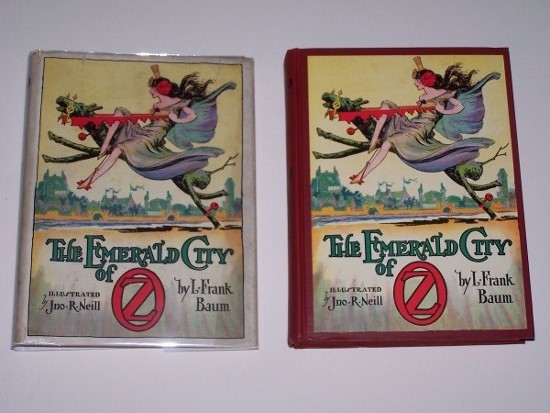 THE EMERALD CITY
of
OZ
ILLUSTRATED
by Jno·R·Neill
by L·Frank
Baum
THE EMERALD CITY
of
OZ
ILLUSTRATED
by Jno·R·Neill
by L·Frank
Baum